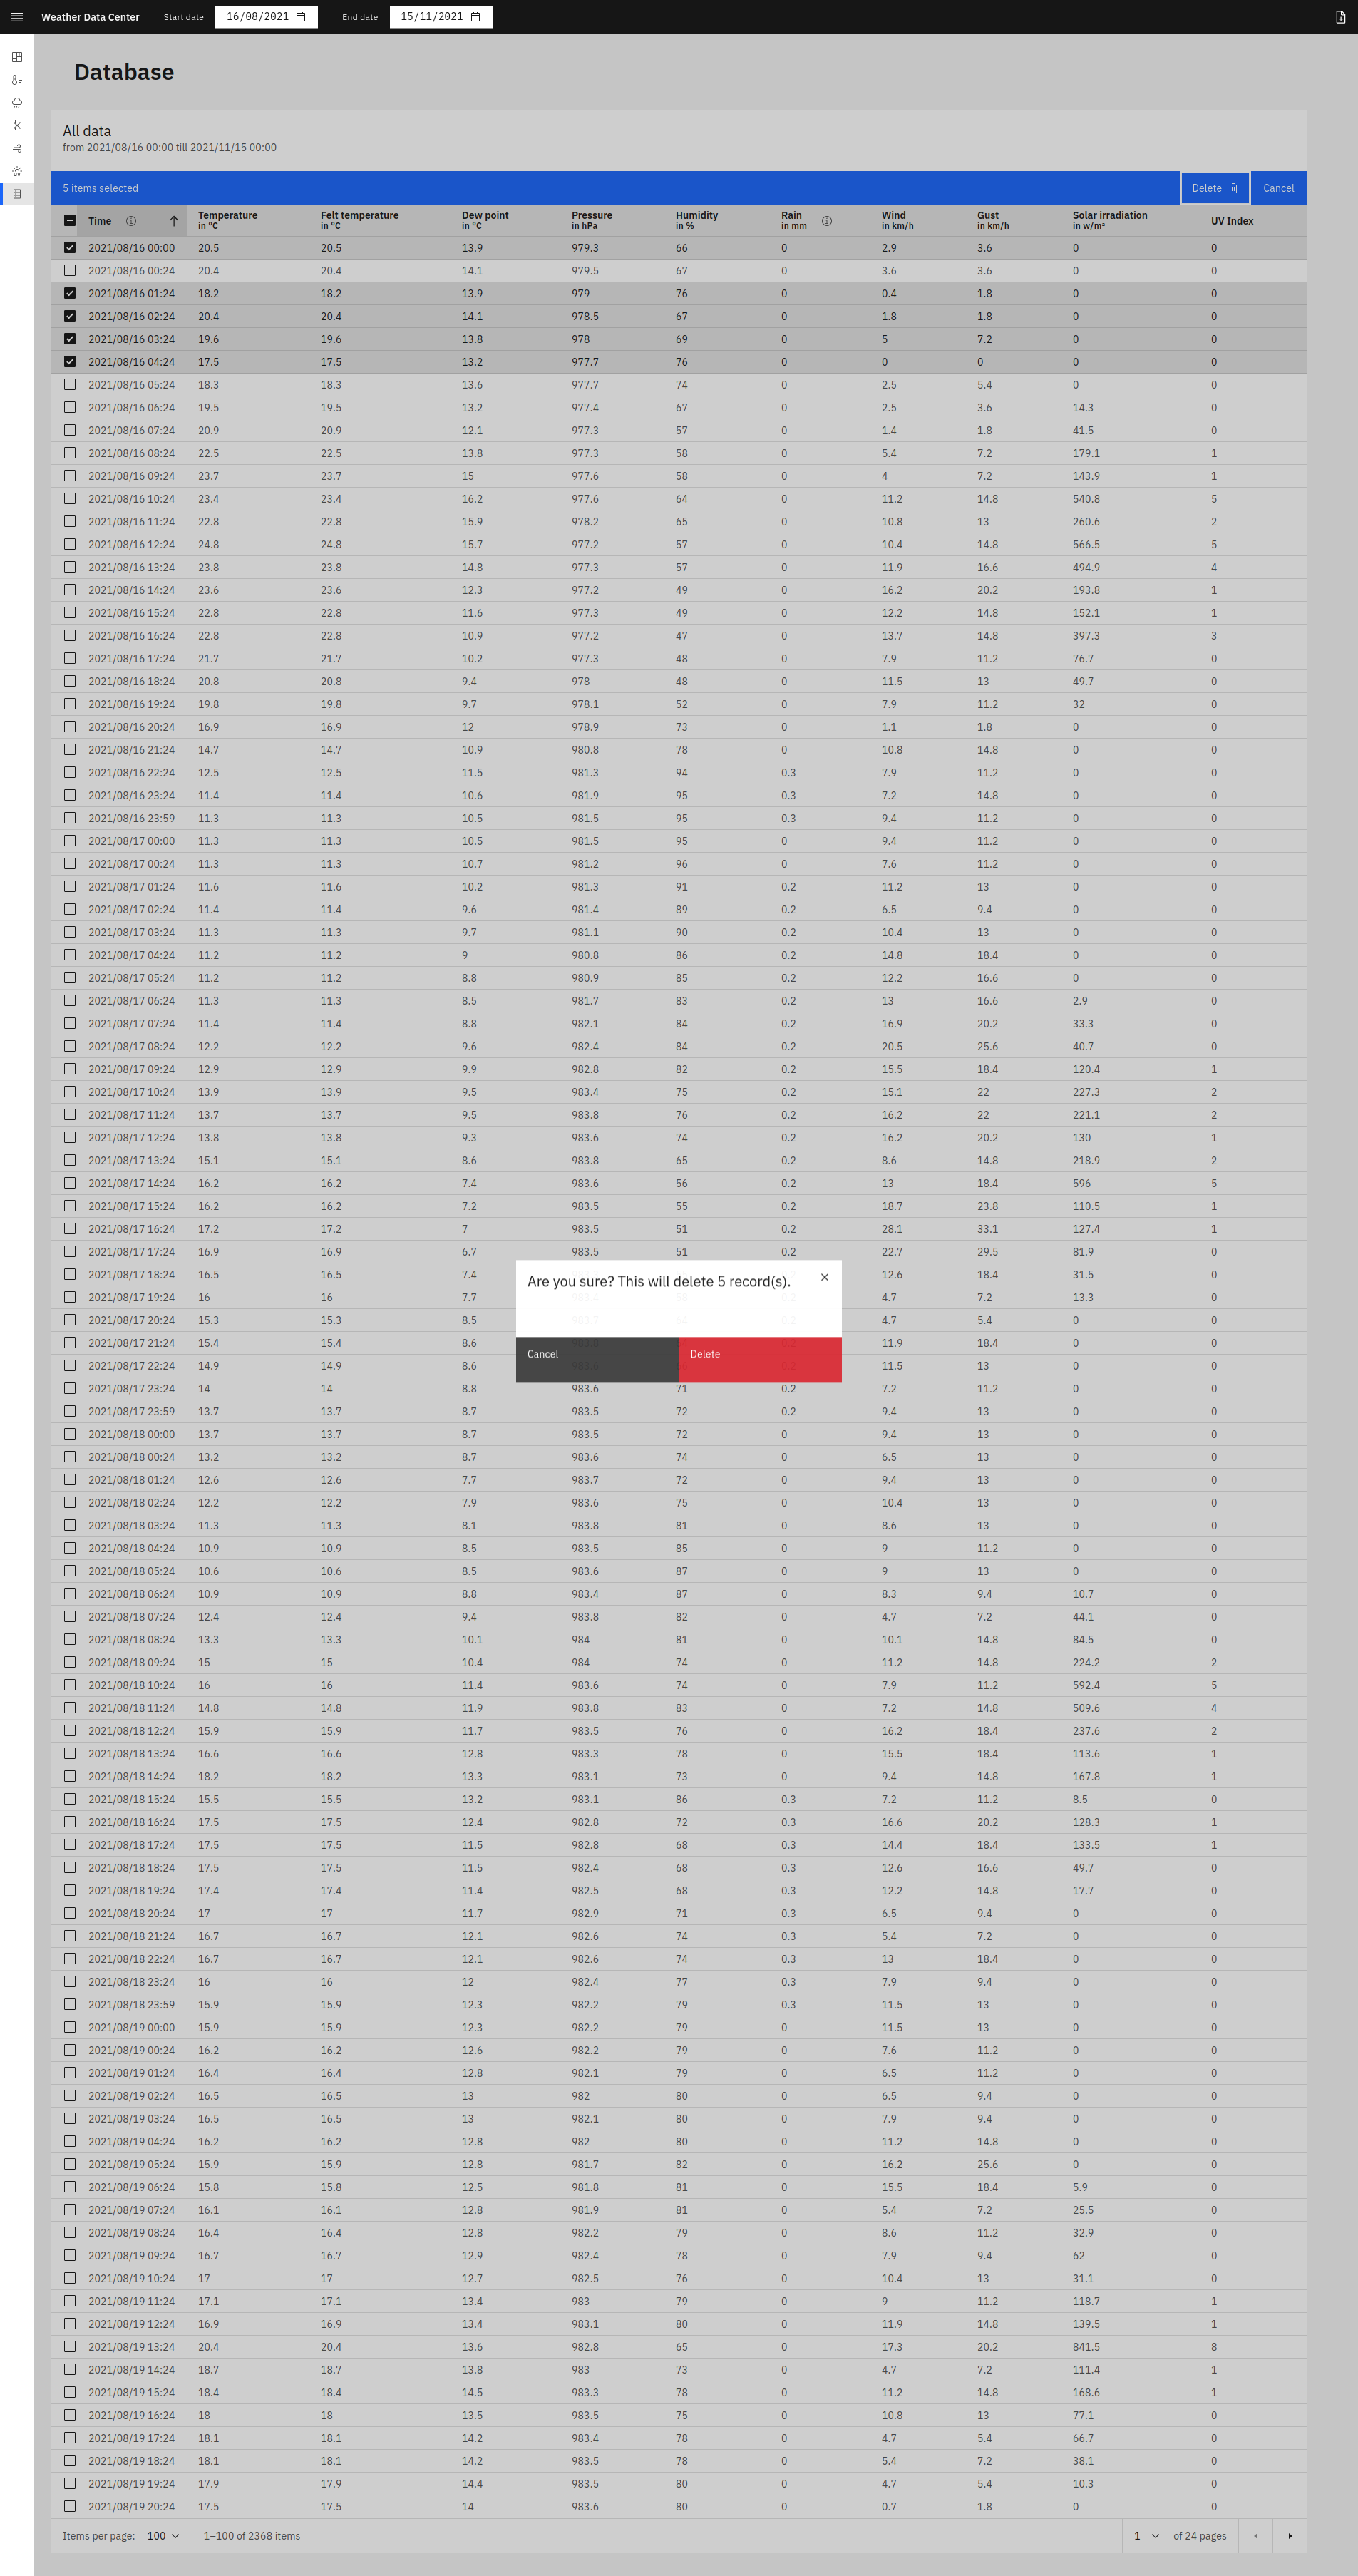 Weather Data Center Start date 16/08/2021 End date 15/11/2021
Database
All data
from 2021/08/16 00:00 till 2021/11/15 00:00
5 items selected Delete Cancel
Time Temperature in °C Felt temperature in °C Dew point in °C Pressure in hPa Humidity in % Rain in mm Wind in km/h Gust in km/h Solar irradiation in w/m² UV Index
2021/08/16 00:00 20.5 20.5 13.9 979.3 66 0 2.9 3.6 0 0
2021/08/16 00:24 20.4 20.4 14.1 979.5 67 0 3.6 3.6 0 0
2021/08/16 01:24 18.2 18.2 13.9 979 76 0 0.4 1.8 0 0
2021/08/16 02:24 20.4 20.4 14.1 978.5 67 0 1.8 1.8 0 0
2021/08/16 03:24 19.6 19.6 13.8 978 69 0 5 7.2 0 0
2021/08/16 04:24 17.5 17.5 13.2 977.7 76 0 0 0 0 0
2021/08/16 05:24 18.3 18.3 13.6 977.7 74 0 2.5 5.4 0 0
2021/08/16 06:24 19.5 19.5 13.2 977.4 67 0 2.5 3.6 14.3 0
2021/08/16 07:24 20.9 20.9 12.1 977.3 57 0 1.4 1.8 41.5 0
2021/08/16 08:24 22.5 22.5 13.8 977.3 58 0 5.4 7.2 179.1 1
2021/08/16 09:24 23.7 23.7 15 977.6 58 0 4 7.2 143.9 1
2021/08/16 10:24 23.4 23.4 16.2 977.6 64 0 11.2 14.8 540.8 5
2021/08/16 11:24 22.8 22.8 15.9 978.2 65 0 10.8 13 260.6 2
2021/08/16 12:24 24.8 24.8 15.7 977.2 57 0 10.4 14.8 566.5 5
2021/08/16 13:24 23.8 23.8 14.8 977.3 57 0 11.9 16.6 494.9 4
2021/08/16 14:24 23.6 23.6 12.3 977.2 49 0 16.2 20.2 193.8 1
2021/08/16 15:24 22.8 22.8 11.6 977.3 49 0 12.2 14.8 152.1 1
2021/08/16 16:24 22.8 22.8 10.9 977.2 47 0 13.7 14.8 397.3 3
2021/08/16 17:24 21.7 21.7 10.2 977.3 48 0 7.9 11.2 76.7 0
2021/08/16 18:24 20.8 20.8 9.4 978 48 0 11.5 13 49.7 0
2021/08/16 19:24 19.8 19.8 9.7 978.1 52 0 7.9 11.2 32 0
2021/08/16 20:24 16.9 16.9 12 978.9 73 0 1.1 1.8 0 0
2021/08/16 21:24 14.7 14.7 10.9 980.8 78 0 10.8 14.8 0 0
2021/08/16 22:24 12.5 12.5 11.5 981.3 94 0.3 7.9 11.2 0 0
2021/08/16 23:24 11.4 11.4 10.6 981.9 95 0.3 7.2 14.8 0 0
2021/08/16 23:59 11.3 11.3 10.5 981.5 95 0.3 9.4 11.2 0 0
2021/08/17 00:00 11.3 11.3 10.5 981.5 95 0 9.4 11.2 0 0
2021/08/17 00:24 11.3 11.3 10.7 981.2 96 0 7.6 11.2 0 0
2021/08/17 01:24 11.6 11.6 10.2 981.3 91 0.2 11.2 13 0 0
2021/08/17 02:24 11.4 11.4 9.6 981.4 89 0.2 6.5 9.4 0 0
2021/08/17 03:24 11.3 11.3 9.7 981.1 90 0.2 10.4 13 0 0
2021/08/17 04:24 11.2 11.2 9 980.8 86 0.2 14.8 18.4 0 0
2021/08/17 05:24 11.2 11.2 8.8 980.9 85 0.2 12.2 16.6 0 0
2021/08/17 06:24 11.3 11.3 8.5 981.7 83 0.2 13 16.6 2.9 0
2021/08/17 07:24 11.4 11.4 8.8 982.1 84 0.2 16.9 20.2 33.3 0
2021/08/17 08:24 12.2 12.2 9.6 982.4 84 0.2 20.5 25.6 40.7 0
2021/08/17 09:24 12.9 12.9 9.9 982.8 82 0.2 15.5 18.4 120.4 1
2021/08/17 10:24 13.9 13.9 9.5 983.4 75 0.2 15.1 22 227.3 2
2021/08/17 11:24 13.7 13.7 9.5 983.8 76 0.2 16.2 22 221.1 2
2021/08/17 12:24 13.8 13.8 9.3 983.6 74 0.2 16.2 20.2 130 1
2021/08/17 13:24 15.1 15.1 8.6 983.8 65 0.2 8.6 14.8 218.9 2
2021/08/17 14:24 16.2 16.2 7.4 983.6 56 0.2 13 18.4 596 5
2021/08/17 15:24 16.2 16.2 7.2 983.5 55 0.2 18.7 23.8 110.5 1
2021/08/17 16:24 17.2 17.2 7 983.5 51 0.2 28.1 33.1 127.4 1
2021/08/17 17:24 16.9 16.9 6.7 983.5 51 0.2 22.7 29.5 81.9 0
2021/08/17 18:24 16.5 16.5 7.4 12.6 18.4 31.5 0
2021/08/17 19:24 16 16 7.7 4.7 7.2 13.3 0
2021/08/17 20:24 15.3 15.3 8.5 4.7 5.4 0 0
2021/08/17 21:24 15.4 15.4 8.6 11.9 18.4 0 0
2021/08/17 22:24 14.9 14.9 8.6 11.5 13 0 0
Are you sure? This will delete 5 record(s).
Cancel Delete
2021/08/17 23:24 14 14 8.8 983.6 71 0.2 7.2 11.2 0 0
2021/08/17 23:59 13.7 13.7 8.7 983.5 72 0.2 9.4 13 0 0
2021/08/18 00:00 13.7 13.7 8.7 983.5 72 0 9.4 13 0 0
2021/08/18 00:24 13.2 13.2 8.7 983.6 74 0 6.5 13 0 0
2021/08/18 01:24 12.6 12.6 7.7 983.7 72 0 9.4 13 0 0
2021/08/18 02:24 12.2 12.2 7.9 983.6 75 0 10.4 13 0 0
2021/08/18 03:24 11.3 11.3 8.1 983.8 81 0 8.6 13 0 0
2021/08/18 04:24 10.9 10.9 8.5 983.5 85 0 9 11.2 0 0
2021/08/18 05:24 10.6 10.6 8.5 983.6 87 0 9 13 0 0
2021/08/18 06:24 10.9 10.9 8.8 983.4 87 0 8.3 9.4 10.7 0
2021/08/18 07:24 12.4 12.4 9.4 983.8 82 0 4.7 7.2 44.1 0
2021/08/18 08:24 13.3 13.3 10.1 984 81 0 10.1 14.8 84.5 0
2021/08/18 09:24 15 15 10.4 984 74 0 11.2 14.8 224.2 2
2021/08/18 10:24 16 16 11.4 983.6 74 0 7.9 11.2 592.4 5
2021/08/18 11:24 14.8 14.8 11.9 983.8 83 0 7.2 14.8 509.6 4
2021/08/18 12:24 15.9 15.9 11.7 983.5 76 0 16.2 18.4 237.6 2
2021/08/18 13:24 16.6 16.6 12.8 983.3 78 0 15.5 18.4 113.6 1
2021/08/18 14:24 18.2 18.2 13.3 983.1 73 0 9.4 14.8 167.8 1
2021/08/18 15:24 15.5 15.5 13.2 983.1 86 0.3 7.2 11.2 8.5 0
2021/08/18 16:24 17.5 17.5 12.4 982.8 72 0.3 16.6 20.2 128.3 1
2021/08/18 17:24 17.5 17.5 11.5 982.8 68 0.3 14.4 18.4 133.5 1
2021/08/18 18:24 17.5 17.5 11.5 982.4 68 0.3 12.6 16.6 49.7 0
2021/08/18 19:24 17.4 17.4 11.4 982.5 68 0.3 12.2 14.8 17.7 0
2021/08/18 20:24 17 17 11.7 982.9 71 0.3 6.5 9.4 0 0
2021/08/18 21:24 16.7 16.7 12.1 982.6 74 0.3 5.4 7.2 0 0
2021/08/18 22:24 16.7 16.7 12.1 982.6 74 0.3 13 18.4 0 0
2021/08/18 23:24 16 16 12 982.4 77 0.3 7.9 9.4 0 0
2021/08/18 23:59 15.9 15.9 12.3 982.2 79 0.3 11.5 13 0 0
2021/08/19 00:00 15.9 15.9 12.3 982.2 79 0 11.5 13 0 0
2021/08/19 00:24 16.2 16.2 12.6 982.2 79 0 7.6 11.2 0 0
2021/08/19 01:24 16.4 16.4 12.8 982.1 79 0 6.5 11.2 0 0
2021/08/19 02:24 16.5 16.5 13 982 80 0 6.5 9.4 0 0
2021/08/19 03:24 16.5 16.5 13 982.1 80 0 7.9 9.4 0 0
2021/08/19 04:24 16.2 16.2 12.8 982 80 0 11.2 14.8 0 0
2021/08/19 05:24 15.9 15.9 12.8 981.7 82 0 16.2 25.6 0 0
2021/08/19 06:24 15.8 15.8 12.5 981.8 81 0 15.5 18.4 5.9 0
2021/08/19 07:24 16.1 16.1 12.8 981.9 81 0 5.4 7.2 25.5 0
2021/08/19 08:24 16.4 16.4 12.8 982.2 79 0 8.6 11.2 32.9 0
2021/08/19 09:24 16.7 16.7 12.9 982.4 78 0 7.9 9.4 62 0
2021/08/19 10:24 17 17 12.7 982.5 76 0 10.4 13 31.1 0
2021/08/19 11:24 17.1 17.1 13.4 983 79 0 9 11.2 118.7 1
2021/08/19 12:24 16.9 16.9 13.4 983.1 80 0 11.9 14.8 139.5 1
2021/08/19 13:24 20.4 20.4 13.6 982.8 65 0 17.3 20.2 841.5 8
2021/08/19 14:24 18.7 18.7 13.8 983 73 0 4.7 7.2 111.4 1
2021/08/19 15:24 18.4 18.4 14.5 983.3 78 0 11.2 14.8 168.6 1
2021/08/19 16:24 18 18 13.5 983.5 75 0 10.8 13 77.1 0
2021/08/19 17:24 18.1 18.1 14.2 983.4 78 0 4.7 5.4 66.7 0
2021/08/19 18:24 18.1 18.1 14.2 983.5 78 0 5.4 7.2 38.1 0
2021/08/19 19:24 17.9 17.9 14.4 983.5 80 0 4.7 5.4 10.3 0
2021/08/19 20:24 17.5 17.5 14 983.6 80 0 0.7 1.8 0 0
Items per page: 100 1–100 of 2368 items 1 of 24 pages